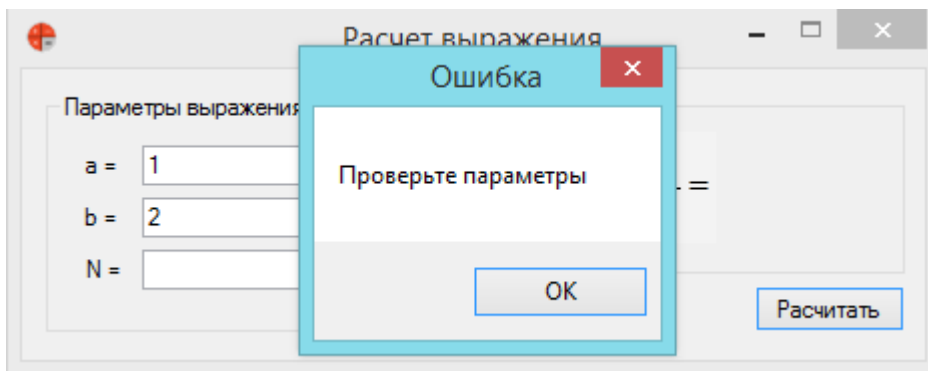 Расчет выражения
Ошибка
Параметры выражения
a = 1
b = 2
N =
Проверьте параметры
=
OK
Расчитать